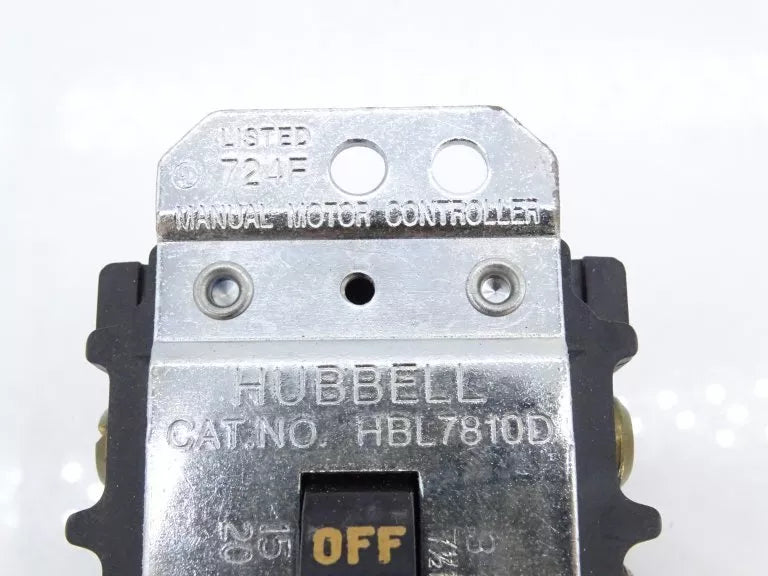 LISTED
724F
MANUAL MOTOR CONTROLLER
HUBBELL
CAT.NO. HBL7810D
OFF
15 3
20 7½